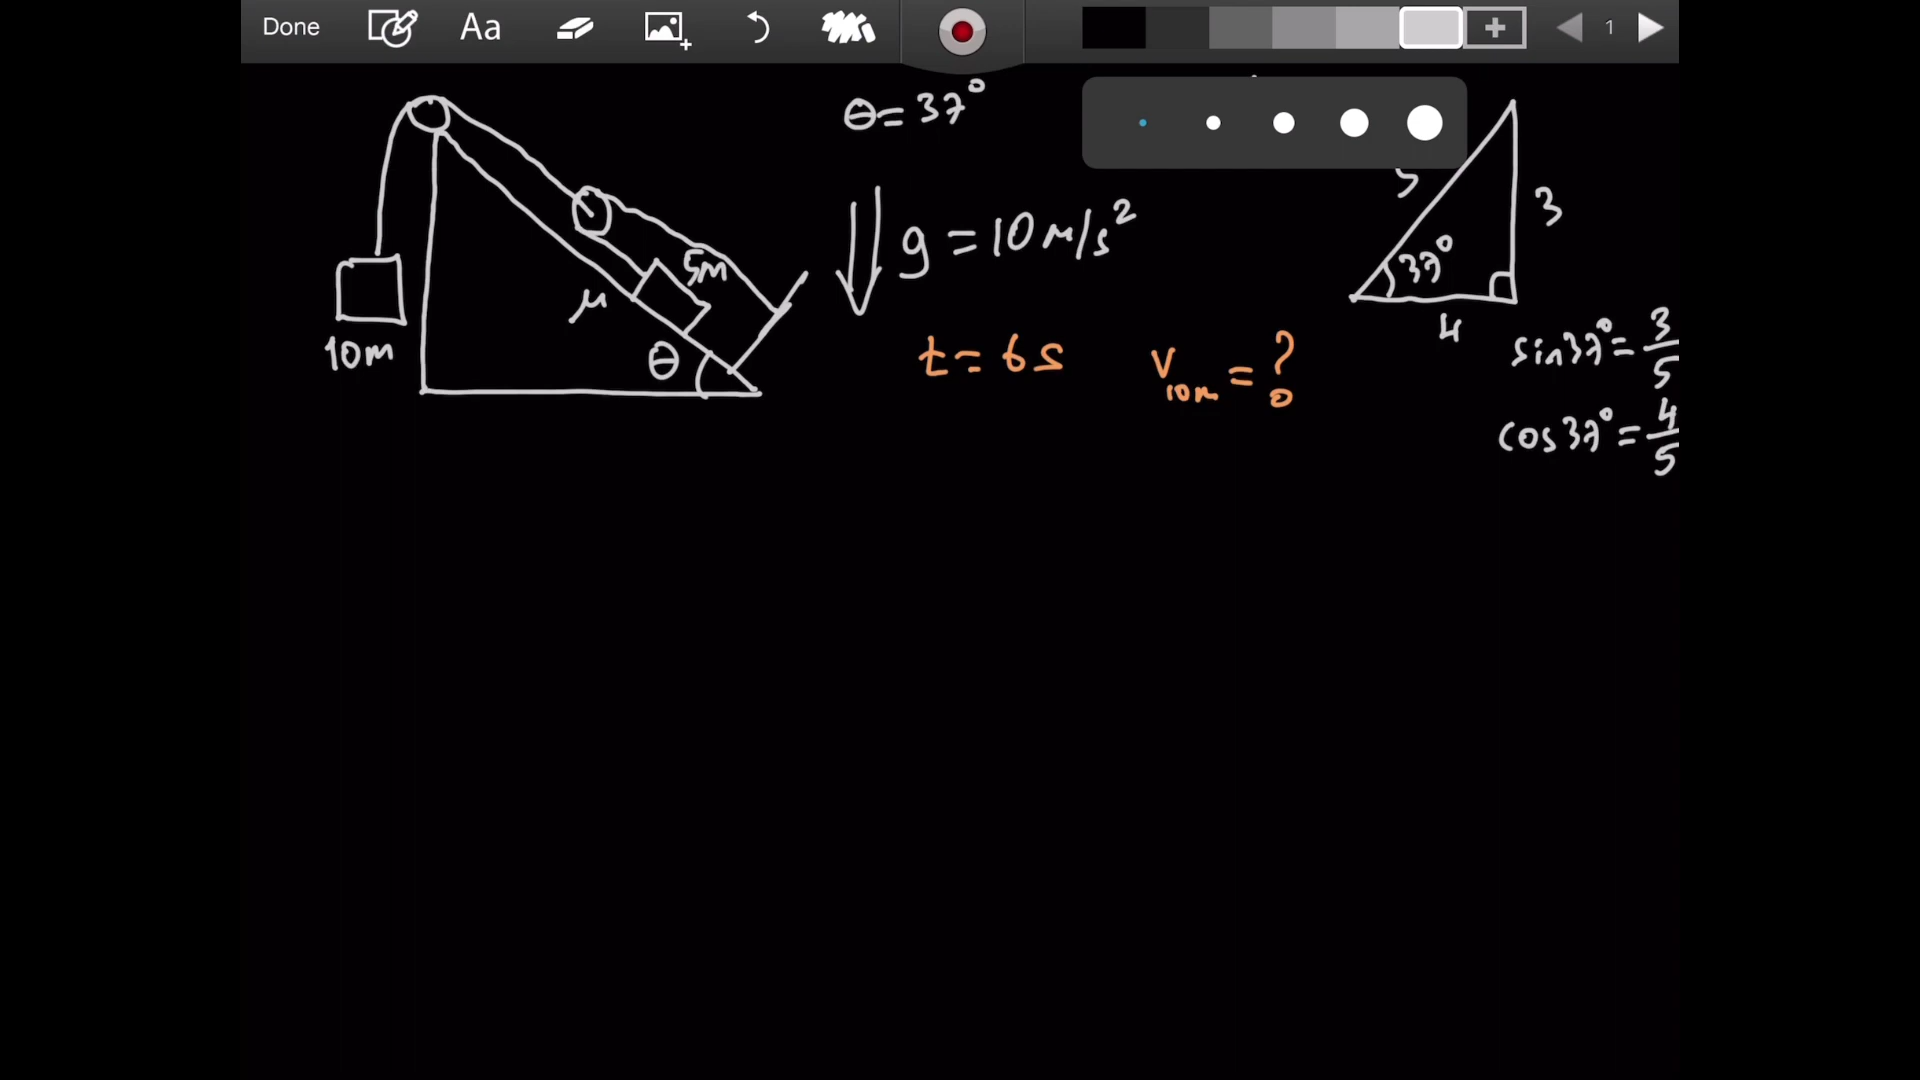 Done Aa 1
θ = 37°
g = 10 m/s²
5m
μ
10m
θ
t = 6s
v10m = ?
5
3
37°
4
sin37° = 3/5
cos37° = 4/5